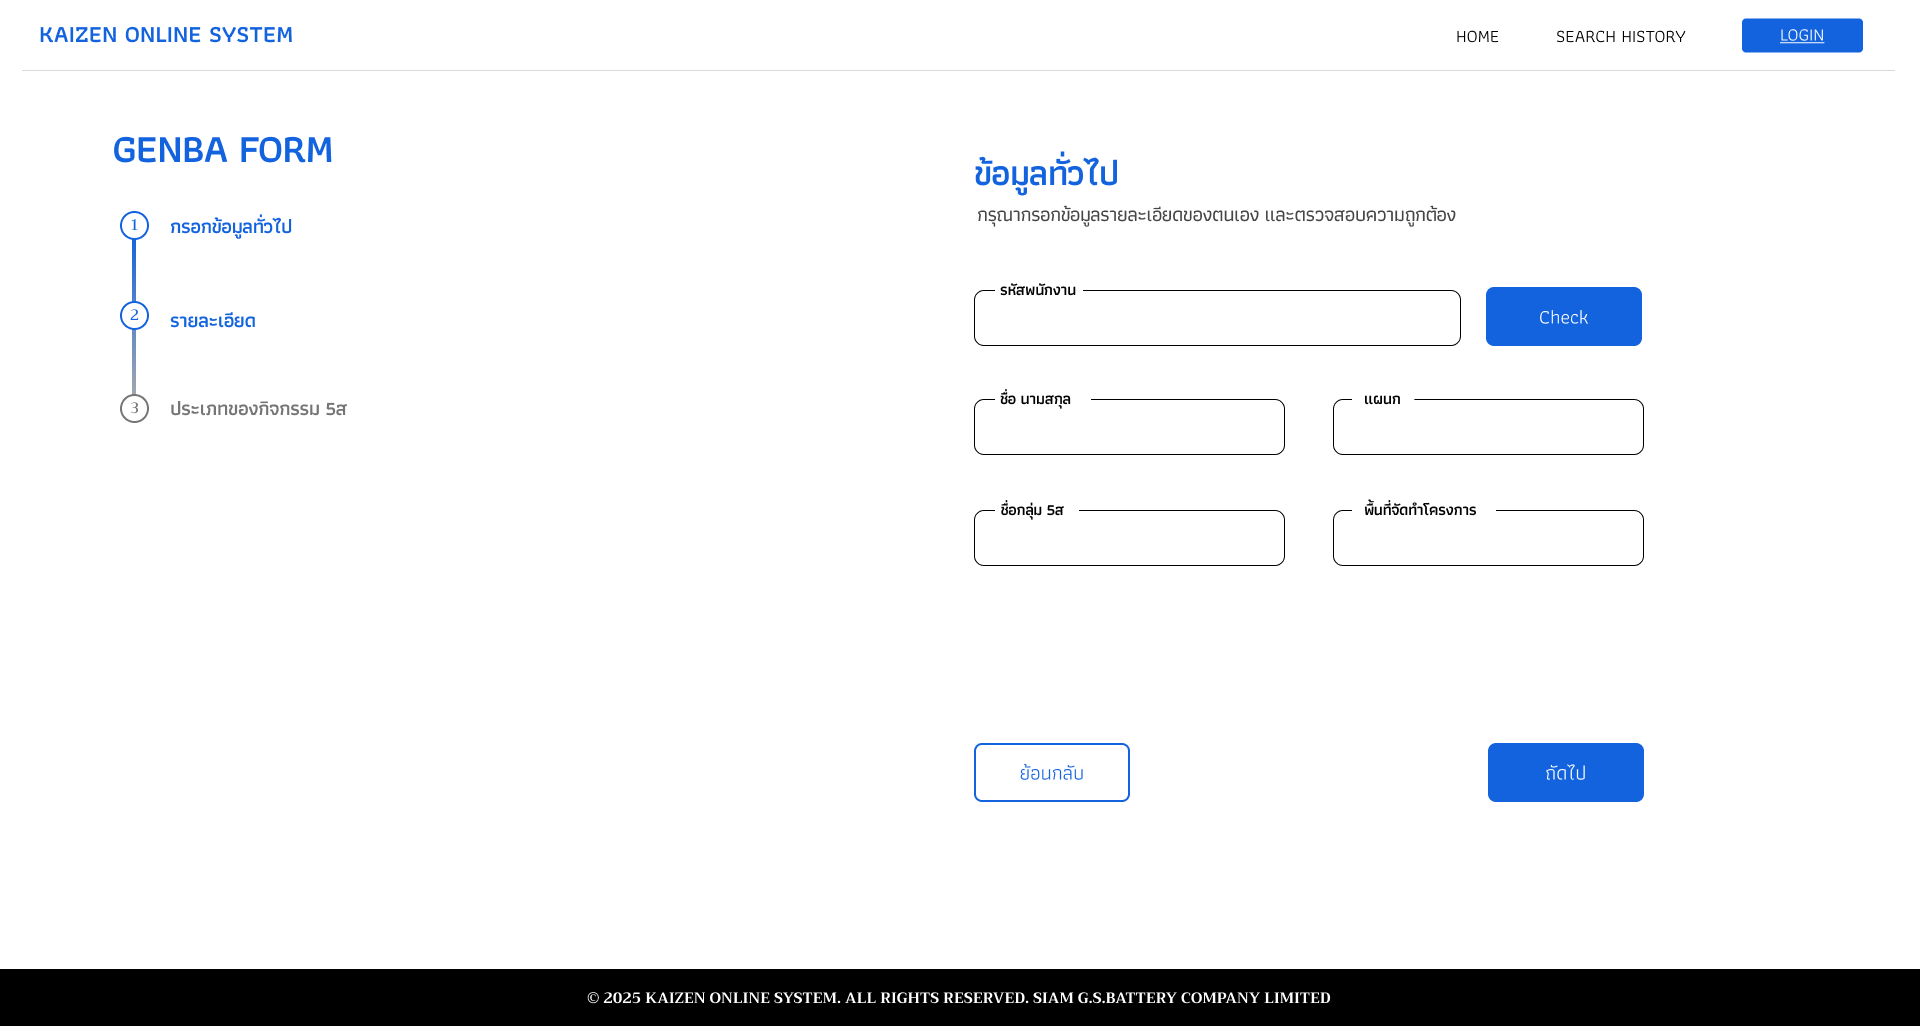 KAIZEN ONLINE SYSTEM
HOME
SEARCH HISTORY
LOGIN
GENBA FORM
1
กรอกข้อมูลทั่วไป
2
รายละเอียด
3
ประเภทของกิจกรรม 5ส
ข้อมูลทั่วไป
กรุณากรอกข้อมูลรายละเอียดของตนเอง และตรวจสอบความถูกต้อง
รหัสพนักงาน
Check
ชื่อ นามสกุล
แผนก
ชื่อกลุ่ม 5ส
พื้นที่จัดทำโครงการ
ย้อนกลับ
ถัดไป
© 2025 KAIZEN ONLINE SYSTEM. ALL RIGHTS RESERVED. SIAM G.S.BATTERY COMPANY LIMITED